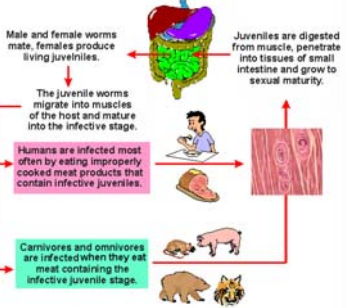 Male and female worms
mate, females produce
living juvelniles.
Juveniles are digested
from muscle, penetrate
into tissues of small
intestine and grow to
sexual maturity.
The juvenile worms
migrate into muscles
of the host and mature
into the infective stage.
Humans are infected most
often by eating improperly
cooked meat products that
contain infective juveniles.
Carnivores and omnivores
are infected when they eat
meat containing the
infective juvenile stage.